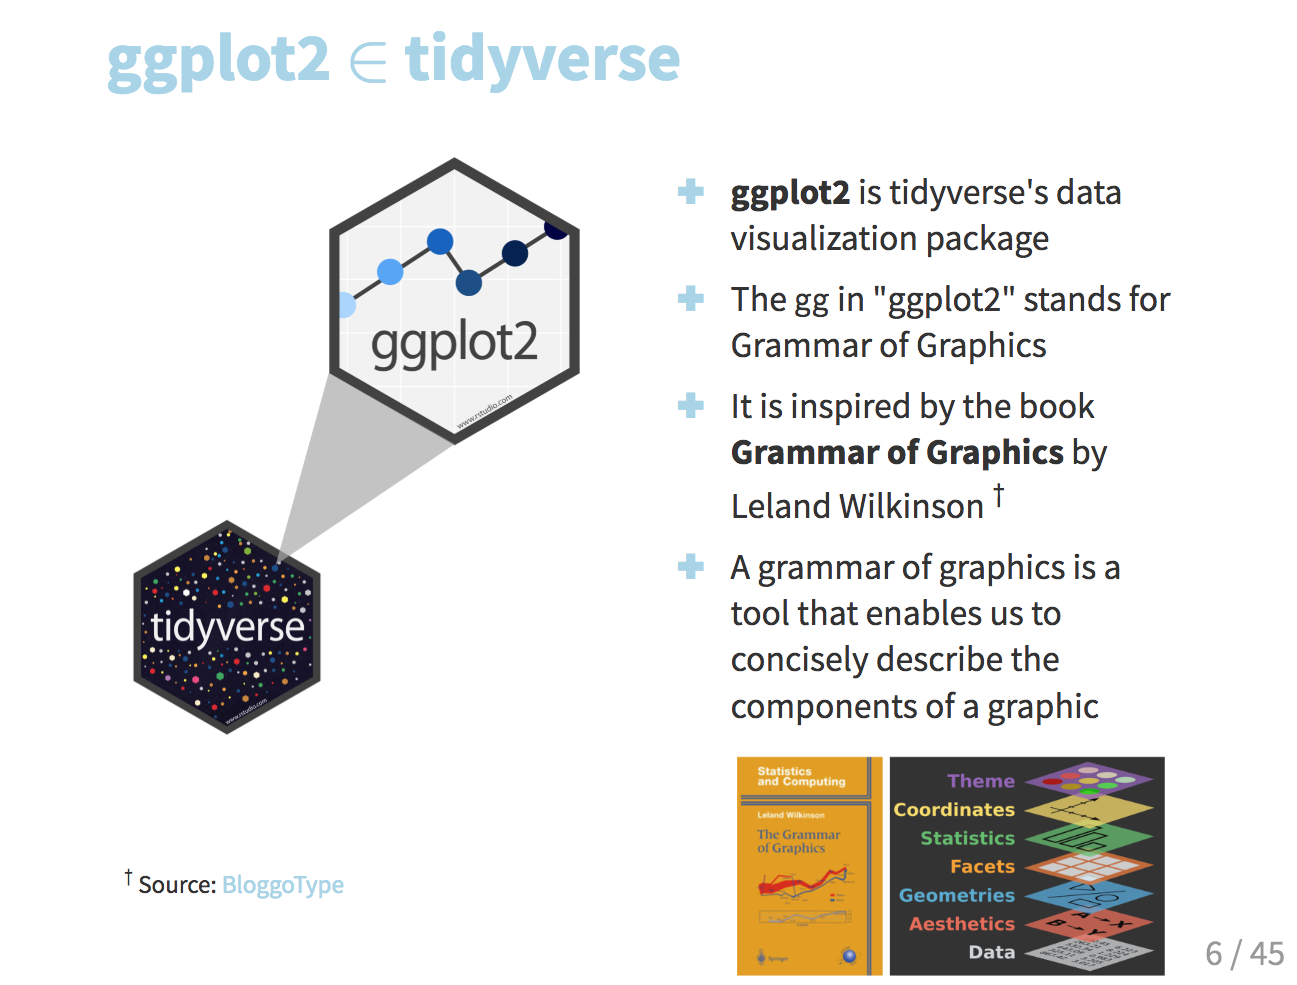 ggplot2 ∈ tidyverse
ggplot2
www.rstudio.com
tidyverse
www.rstudio.com
ggplot2 is tidyverse's data
visualization package
The gg in "ggplot2" stands for
Grammar of Graphics
It is inspired by the book
Grammar of Graphics by
Leland Wilkinson †
A grammar of graphics is a
tool that enables us to
concisely describe the
components of a graphic
Statistics
and Computing
Leland Wilkinson
The Grammar
of Graphics
Springer
Theme
Coordinates
Statistics
Facets
Geometries
Aesthetics
Data
A → X
B → Y
† Source: BloggoType
6 / 45